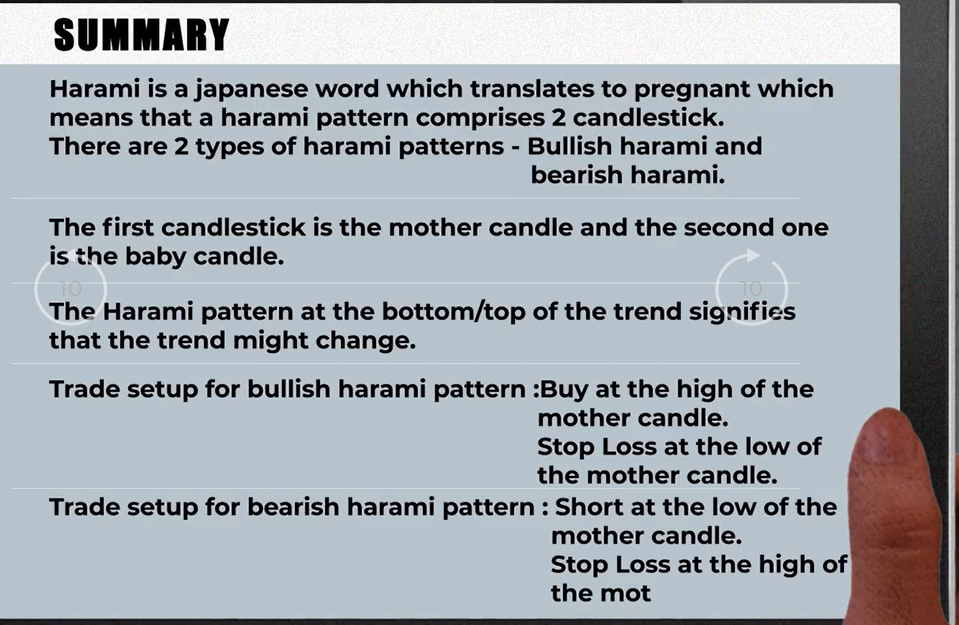 SUMMARY
Harami is a japanese word which translates to pregnant which
means that a harami pattern comprises 2 candlestick.
There are 2 types of harami patterns - Bullish harami and
bearish harami.
The first candlestick is the mother candle and the second one
is the baby candle.
10
10
The Harami pattern at the bottom/top of the trend signifies
that the trend might change.
Trade setup for bullish harami pattern :Buy at the high of the
mother candle.
Stop Loss at the low of
the mother candle.
Trade setup for bearish harami pattern : Short at the low of the
mother candle.
Stop Loss at the high of
the mot